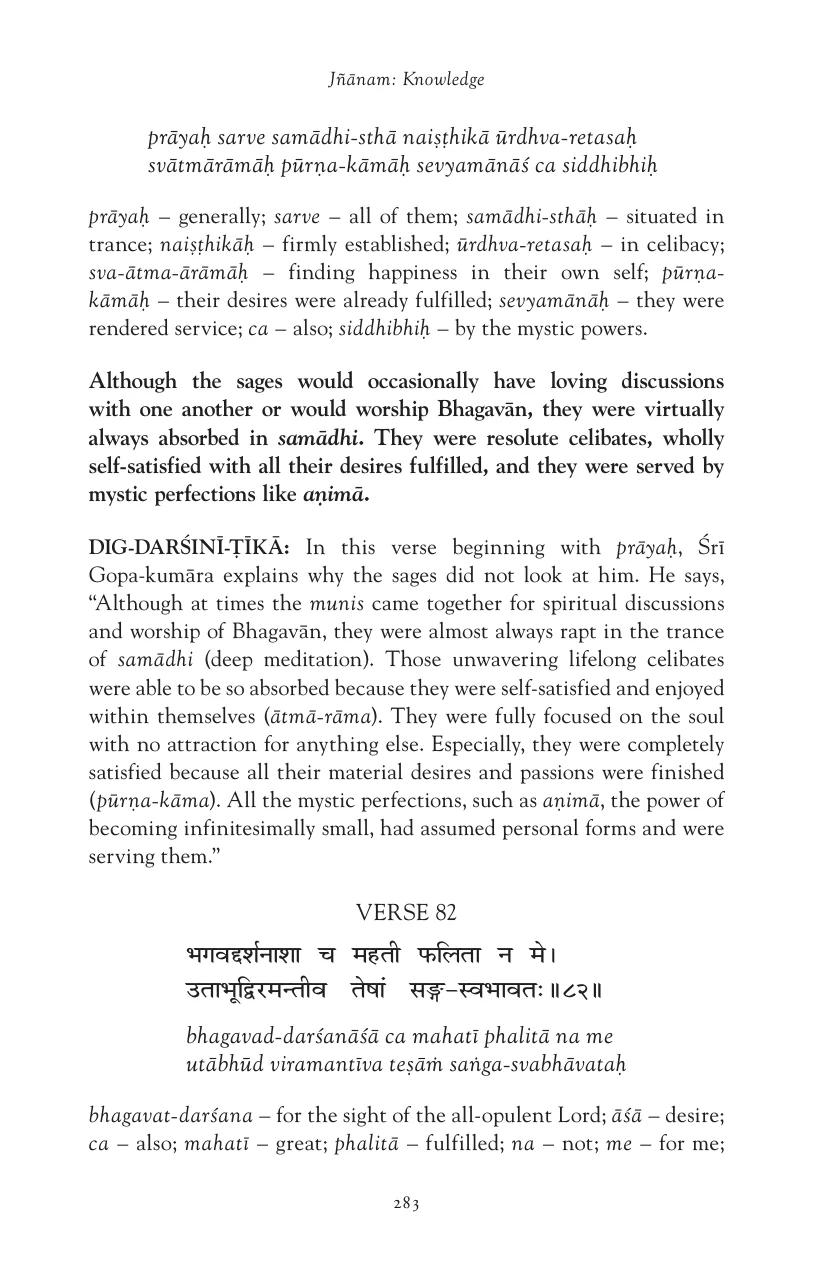 Jñānam: Knowledge
prāyaḥ sarve samādhi-sthā naiṣṭhikā ūrdhva-retasaḥ
svātmārāmāḥ pūrṇa-kāmāḥ sevyamānāś ca siddhibhiḥ
prāyaḥ – generally; sarve – all of them; samādhi-sthāḥ – situated in
trance; naiṣṭhikāḥ – firmly established; ūrdhva-retasaḥ – in celibacy;
sva-ātma-ārāmāḥ – finding happiness in their own self; pūrṇa-
kāmāḥ – their desires were already fulfilled; sevyamānāḥ – they were
rendered service; ca – also; siddhibhiḥ – by the mystic powers.
Although the sages would occasionally have loving discussions
with one another or would worship Bhagavān, they were virtually
always absorbed in samādhi. They were resolute celibates, wholly
self-satisfied with all their desires fulfilled, and they were served by
mystic perfections like aṇimā.
DIG-DARŚINĪ-ṬĪKĀ: In this verse beginning with prāyaḥ, Śrī
Gopa-kumāra explains why the sages did not look at him. He says,
“Although at times the munis came together for spiritual discussions
and worship of Bhagavān, they were almost always rapt in the trance
of samādhi (deep meditation). Those unwavering lifelong celibates
were able to be so absorbed because they were self-satisfied and enjoyed
within themselves (ātmā-rāma). They were fully focused on the soul
with no attraction for anything else. Especially, they were completely
satisfied because all their material desires and passions were finished
(pūrṇa-kāma). All the mystic perfections, such as aṇimā, the power of
becoming infinitesimally small, had assumed personal forms and were
serving them.”
VERSE 82
भगवद्दर्शनाशा च महती फलिता न मे।
उताभूद्विरमन्तीव तेषां सङ्ग–स्वभावतः॥८२॥
bhagavad-darśanāśā ca mahatī phalitā na me
utābhūd viramantīva teṣāṁ saṅga-svabhāvataḥ
bhagavat-darśana – for the sight of the all-opulent Lord; āśā – desire;
ca – also; mahatī – great; phalitā – fulfilled; na – not; me – for me;
283